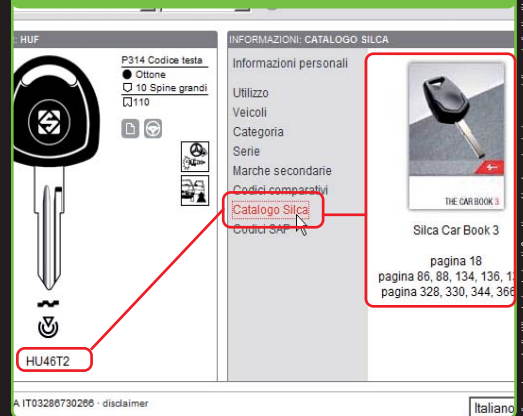 : HUF
P314 Codice testa
Ottone
10 Spine grandi
110
HU46T2
INFORMAZIONI: CATALOGO SILCA
Informazioni personali
Utilizzo
Veicoli
Categoria
Serie
Marche secondarie
Codici comparativi
Catalogo Silca
Codici SAP
THE CAR BOOK 3
Silca Car Book 3
pagina 18
pagina 86, 88, 134, 136, 1
pagina 328, 330, 344, 366
A IT03286730266 · disclaimer
Italiano